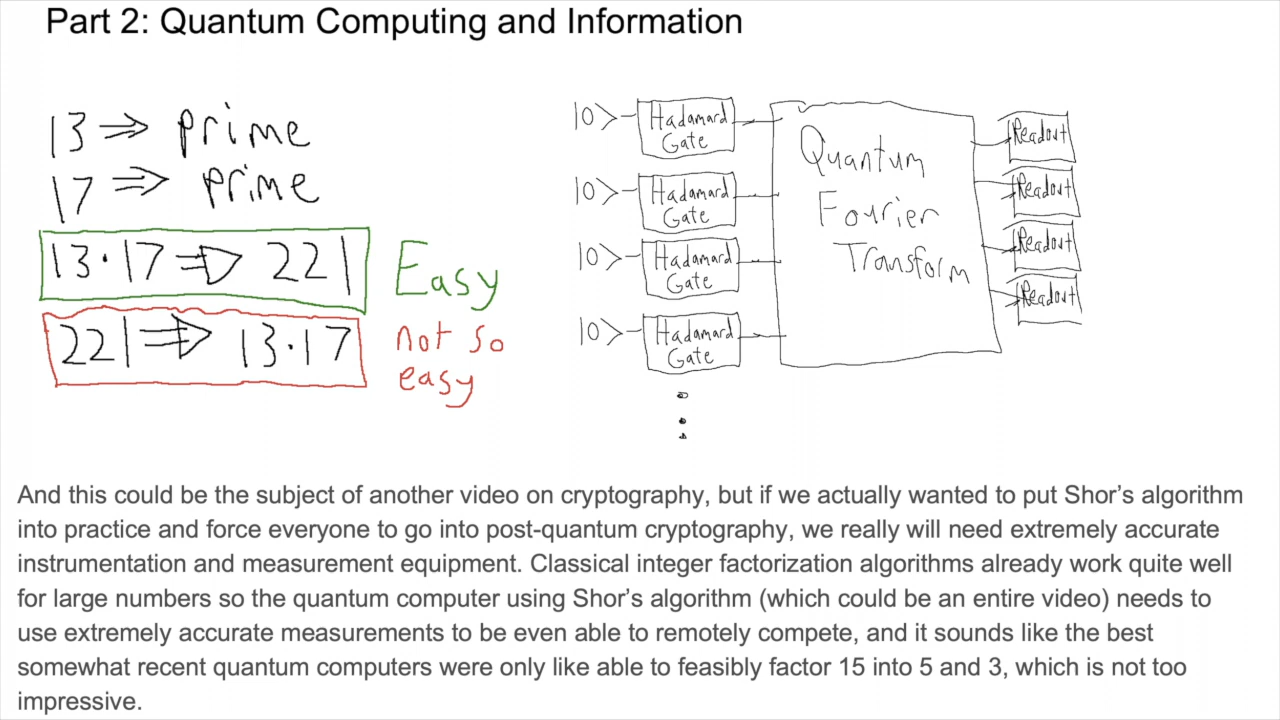 Part 2: Quantum Computing and Information
13 ⇒ prime
17 ⇒ prime
13·17 ⇒ 221 Easy
221 ⇒ 13·17 not so
easy
|0> Hadamard
Gate
|0> Hadamard
Gate
|0> Hadamard
Gate
|0> Hadamard
Gate
Quantum
Fourier
Transform
Readout
Readout
Readout
Readout
And this could be the subject of another video on cryptography, but if we actually wanted to put Shor’s algorithm
into practice and force everyone to go into post-quantum cryptography, we really will need extremely accurate
instrumentation and measurement equipment. Classical integer factorization algorithms already work quite well
for large numbers so the quantum computer using Shor’s algorithm (which could be an entire video) needs to
use extremely accurate measurements to be even able to remotely compete, and it sounds like the best
somewhat recent quantum computers were only like able to feasibly factor 15 into 5 and 3, which is not too
impressive.